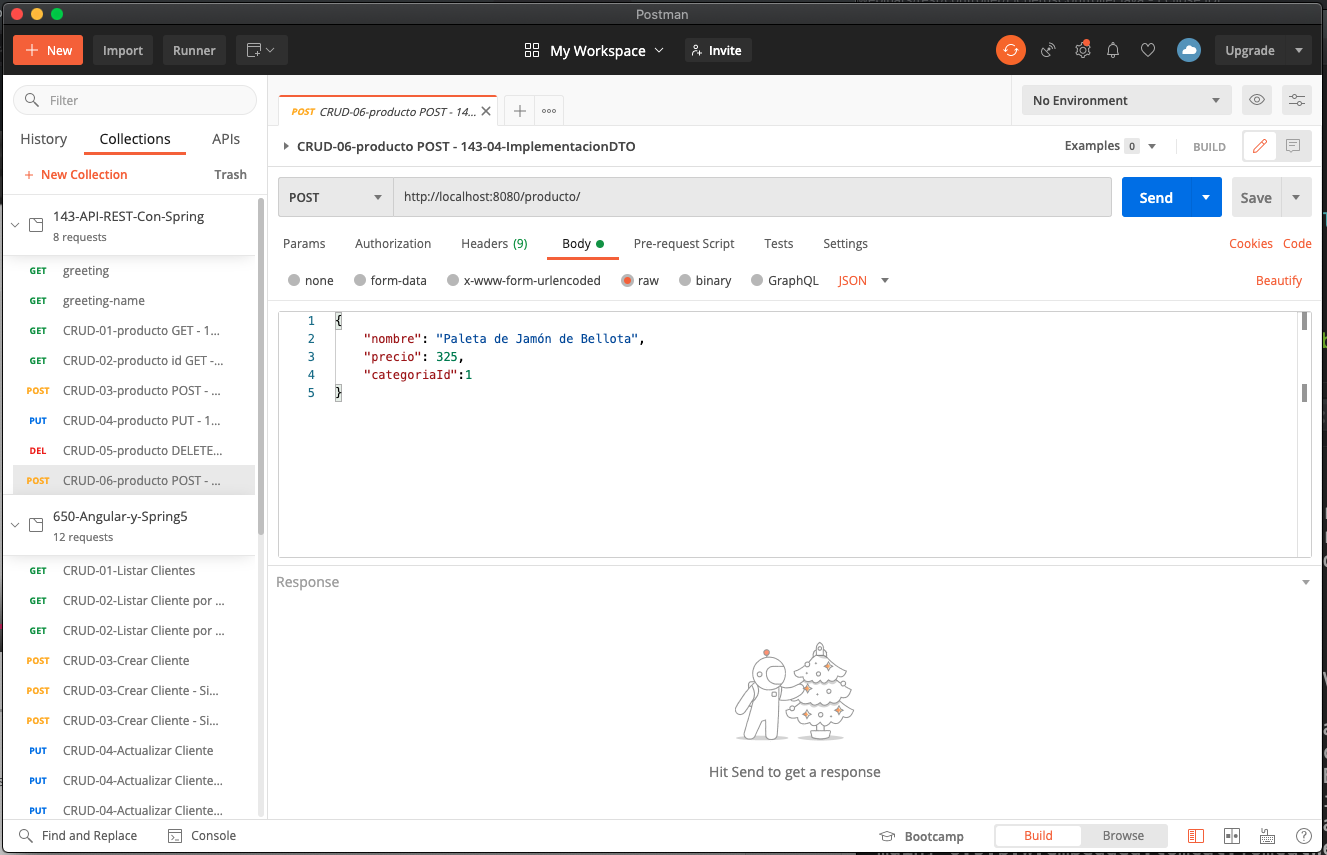 Postman
New
Import
Runner
My Workspace
Invite
Upgrade
Filter
History
Collections
APIs
+ New Collection
Trash
143-API-REST-Con-Spring
8 requests
GET greeting
GET greeting-name
GET CRUD-01-producto GET - 1...
GET CRUD-02-producto id GET -...
POST CRUD-03-producto POST - ...
PUT CRUD-04-producto PUT - 1...
DEL CRUD-05-producto DELETE...
POST CRUD-06-producto POST - ...
650-Angular-y-Spring5
12 requests
GET CRUD-01-Listar Clientes
GET CRUD-02-Listar Cliente por ...
GET CRUD-02-Listar Cliente por ...
POST CRUD-03-Crear Cliente
POST CRUD-03-Crear Cliente - Si...
POST CRUD-03-Crear Cliente - Si...
PUT CRUD-04-Actualizar Cliente
PUT CRUD-04-Actualizar Cliente...
PUT CRUD-04-Actualizar Cliente...
POST CRUD-06-producto POST - 14...
No Environment
CRUD-06-producto POST - 143-04-ImplementacionDTO
Examples 0
BUILD
POST
http://localhost:8080/producto/
Send
Save
Params
Authorization
Headers (9)
Body
Pre-request Script
Tests
Settings
Cookies
Code
none
form-data
x-www-form-urlencoded
raw
binary
GraphQL
JSON
Beautify
1 {
2 "nombre": "Paleta de Jamón de Bellota",
3 "precio": 325,
4 "categoriaId":1
5 }
Response
Hit Send to get a response
Find and Replace
Console
Bootcamp
Build
Browse